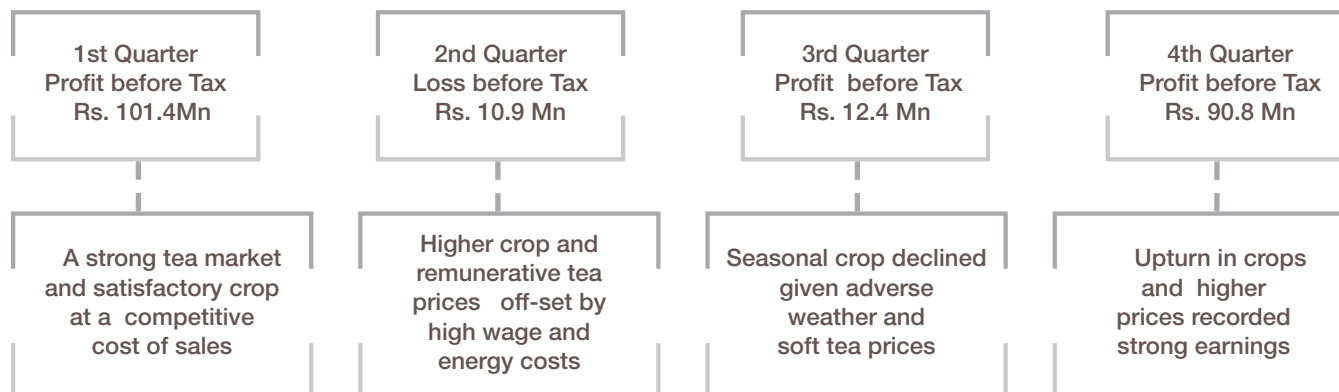 1st Quarter
Profit before Tax
Rs. 101.4Mn
2nd Quarter
Loss before Tax
Rs. 10.9 Mn
3rd Quarter
Profit before Tax
Rs. 12.4 Mn
4th Quarter
Profit before Tax
Rs. 90.8 Mn
A strong tea market
and satisfactory crop
at a competitive
cost of sales
Higher crop and
remunerative tea
prices off-set by
high wage and
energy costs
Seasonal crop declined
given adverse
weather and
soft tea prices
Upturn in crops
and higher
prices recorded
strong earnings